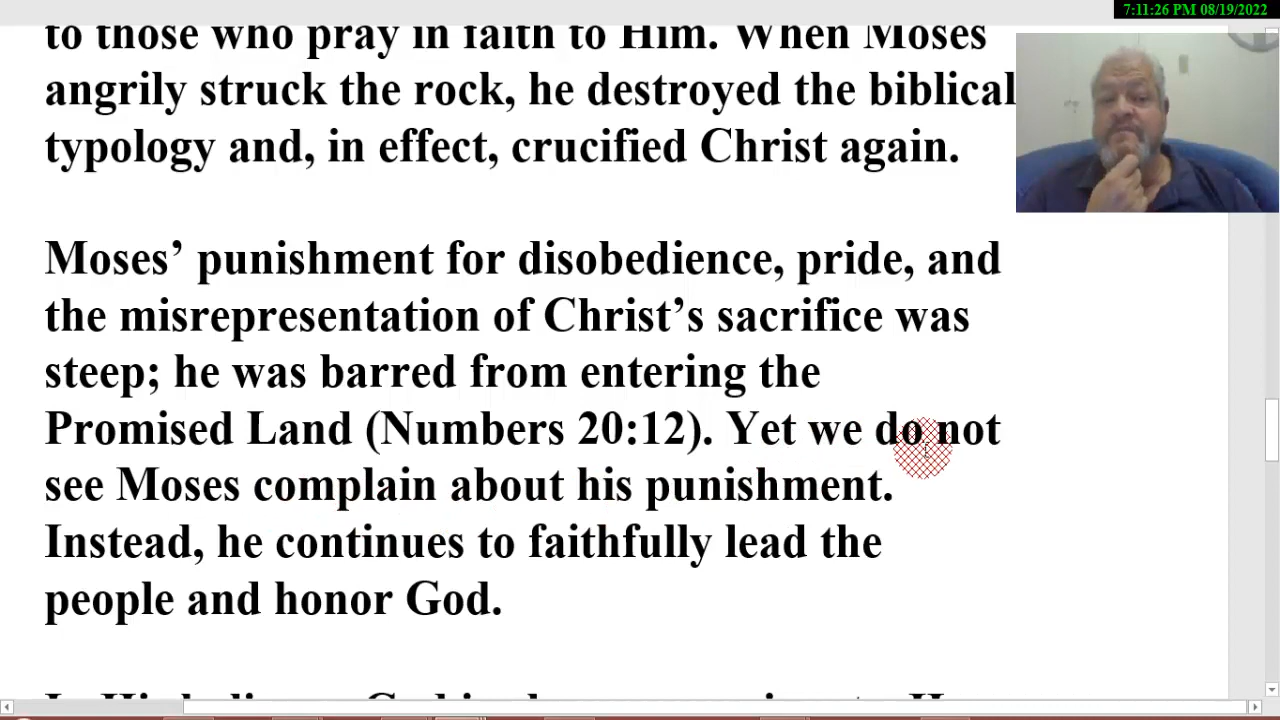 7:11:26 PM 08/19/2022
to those who pray in faith to Him. When Moses
angrily struck the rock, he destroyed the biblical
typology and, in effect, crucified Christ again.
Moses’ punishment for disobedience, pride, and
the misrepresentation of Christ’s sacrifice was
steep; he was barred from entering the
Promised Land (Numbers 20:12). Yet we do not
see Moses complain about his punishment.
Instead, he continues to faithfully lead the
people and honor God.